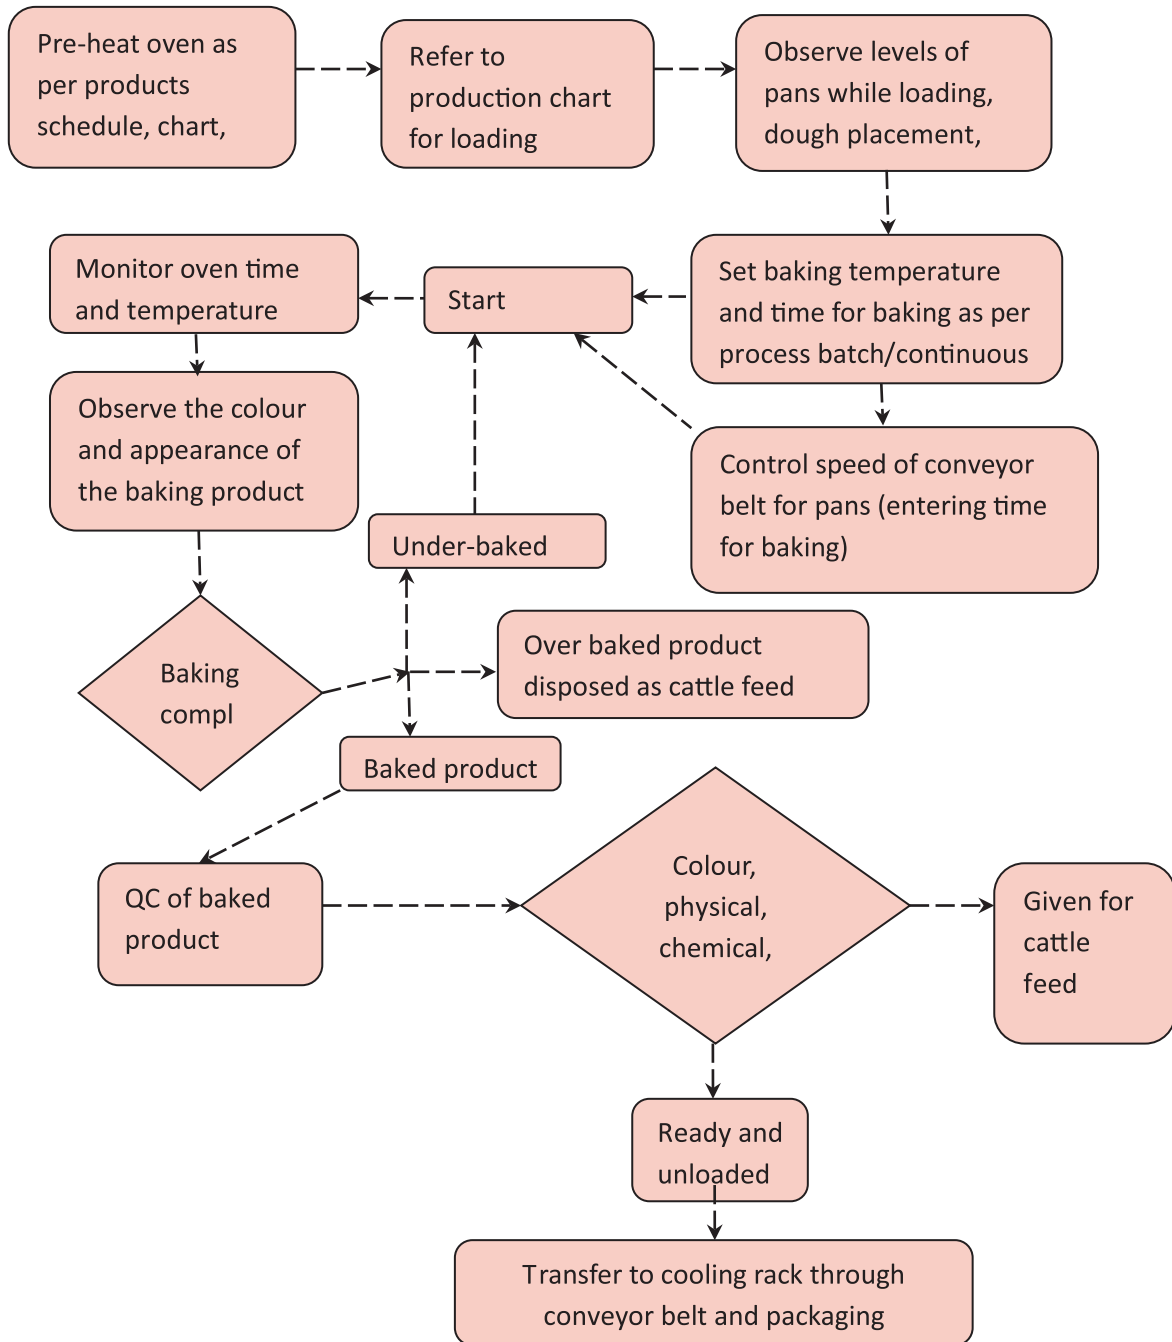 Pre-heat oven as
per products
schedule, chart,
Refer to
production chart
for loading
Observe levels of
pans while loading,
dough placement,
Set baking temperature
and time for baking as per
process batch/continuous
Start
Monitor oven time
and temperature
Observe the colour
and appearance of
the baking product
Control speed of conveyor
belt for pans (entering time
for baking)
Under-baked
Baking
compl
Over baked product
disposed as cattle feed
Baked product
QC of baked
product
Colour,
physical,
chemical,
Given for
cattle
feed
Ready and
unloaded
Transfer to cooling rack through
conveyor belt and packaging